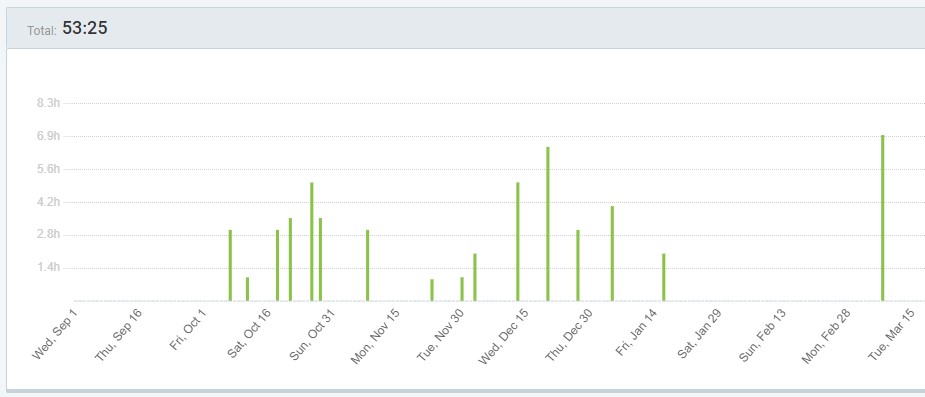 Total: 53:25
8.3h
6.9h
5.6h
4.2h
2.8h
1.4h
Wed, Sep 1
Thu, Sep 16
Fri, Oct 1
Sat, Oct 16
Sun, Oct 31
Mon, Nov 15
Tue, Nov 30
Wed, Dec 15
Thu, Dec 30
Fri, Jan 14
Sat, Jan 29
Sun, Feb 13
Mon, Feb 28
Tue, Mar 15